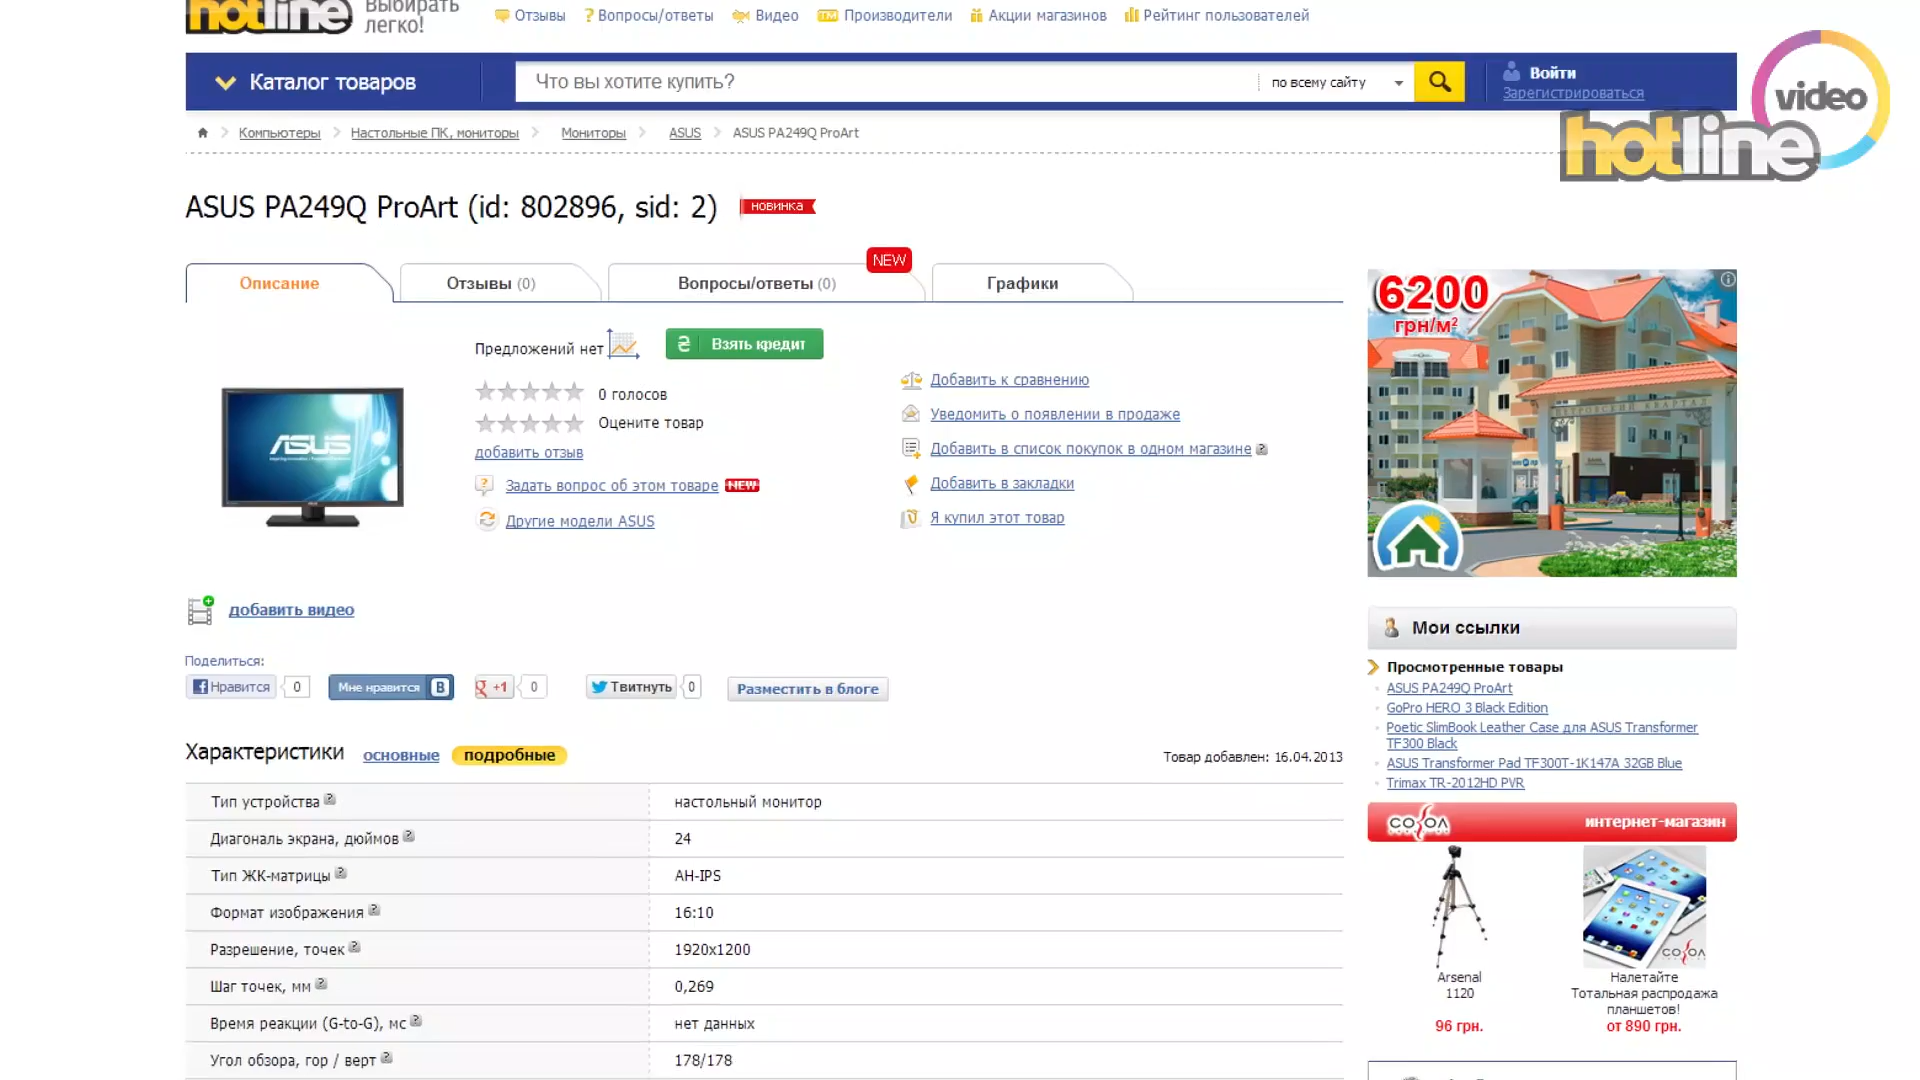 hotline
Выбирать
легко!
Отзывы
Вопросы/ответы
Видео
Производители
Акции магазинов
Рейтинг пользователей
Каталог товаров
Что вы хотите купить?
по всему сайту
Войти
Зарегистрироваться
video
hotline
Компьютеры
Настольные ПК, мониторы
Мониторы
ASUS
ASUS PA249Q ProArt
ASUS PA249Q ProArt (id: 802896, sid: 2)
новинка
Описание
Отзывы (0)
Вопросы/ответы (0)
NEW
Графики
Предложений нет
Взять кредит
0 голосов
Оцените товар
добавить отзыв
Задать вопрос об этом товаре NEW
Другие модели ASUS
Добавить к сравнению
Уведомить о появлении в продаже
Добавить в список покупок в одном магазине
Добавить в закладки
Я купил этот товар
ASUS
6200
грн/м²
ПЕТРОВСКИЙ КВАРТАЛ
добавить видео
Поделиться:
Нравится 0
Мне нравится В
g +1 0
Твитнуть 0
Разместить в блоге
Мои ссылки
Просмотренные товары
ASUS PA249Q ProArt
GoPro HERO 3 Black Edition
Poetic SlimBook Leather Case для ASUS Transformer
TF300 Black
ASUS Transformer Pad TF300T-1K147A 32GB Blue
Trimax TR-2012HD PVR
Характеристики основные подробные
Товар добавлен: 16.04.2013
Тип устройства настольный монитор
Диагональ экрана, дюймов 24
Тип ЖК-матрицы AH-IPS
Формат изображения 16:10
Разрешение, точек 1920x1200
Шаг точек, мм 0,269
Время реакции (G-to-G), мс нет данных
Угол обзора, гор / верт 178/178
СОКОЛ интернет-магазин
Arsenal
1120
96 грн.
Налетайте
Тотальная распродажа
планшетов!
от 890 грн.